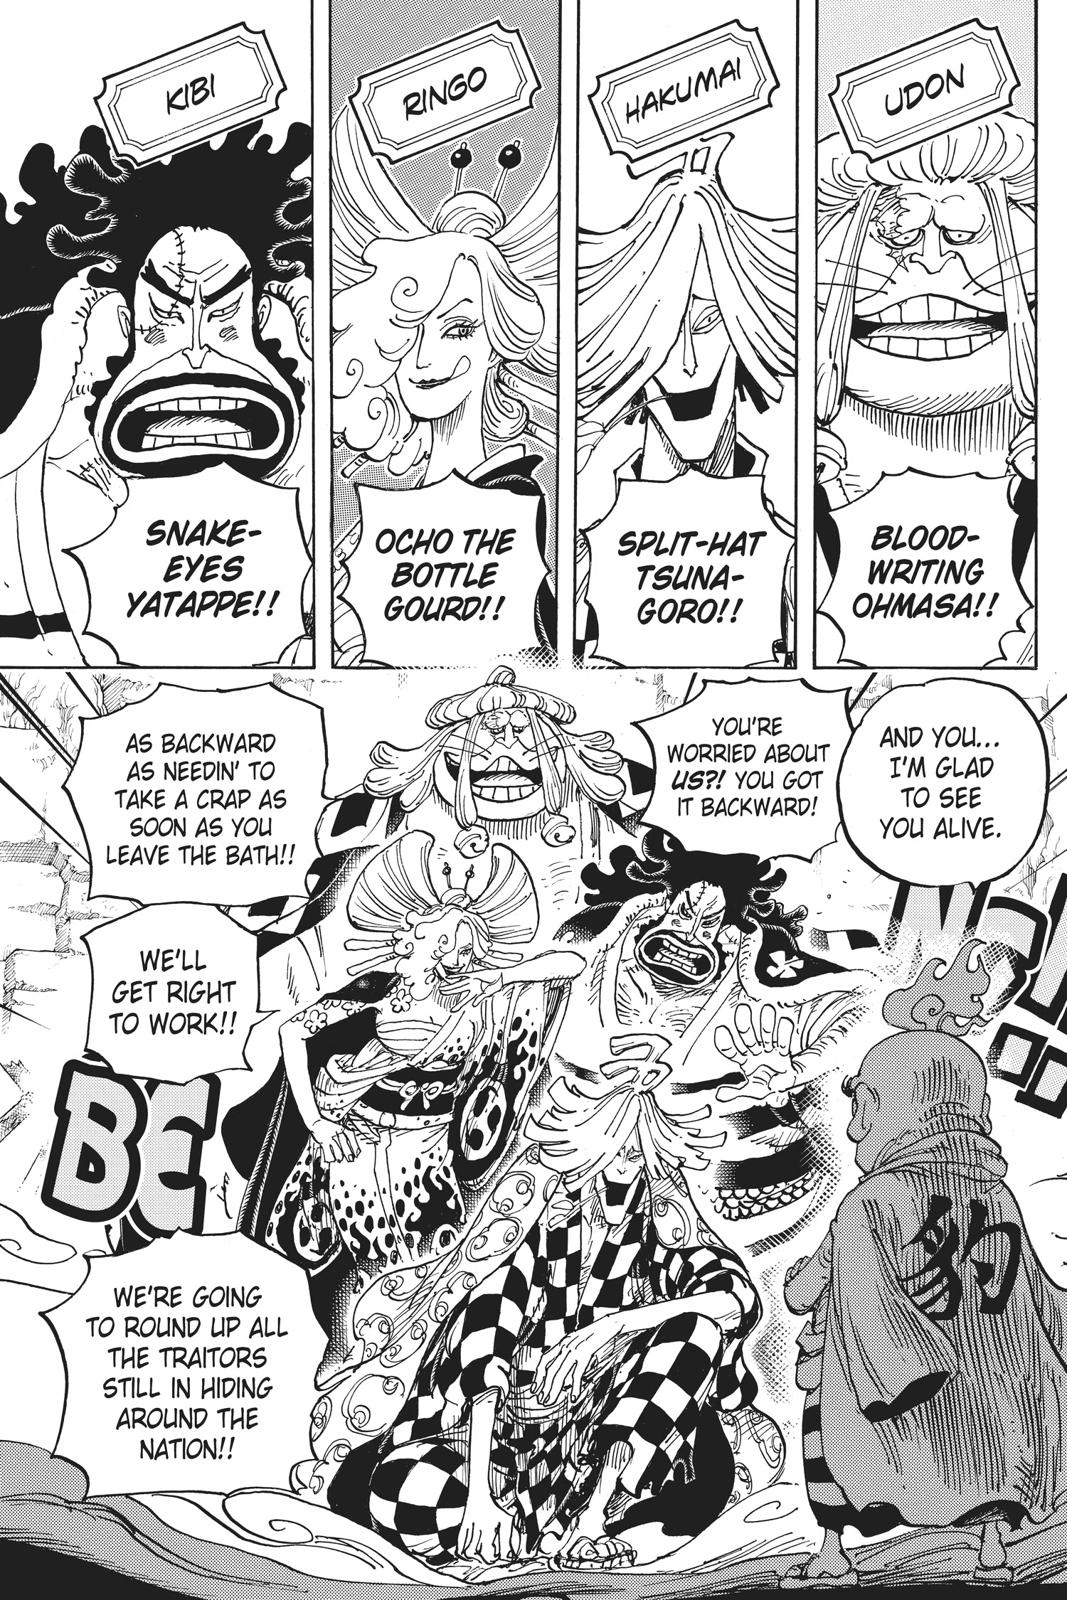 KIBI
RINGO
HAKUMAI
UDON
SNAKE-
EYES
YATAPPE!!
OCHO THE
BOTTLE
GOURD!!
SPLIT-HAT
TSUNA-
GORO!!
BLOOD-
WRITING
OHMASA!!
AND YOU...
I'M GLAD
TO SEE
YOU ALIVE.
YOU'RE
WORRIED ABOUT
US?! YOU GOT
IT BACKWARD!
AS BACKWARD
AS NEEDIN' TO
TAKE A CRAP AS
SOON AS YOU
LEAVE THE BATH!!
WE'LL
GET RIGHT
TO WORK!!
BE
豹
WE'RE GOING
TO ROUND UP ALL
THE TRAITORS
STILL IN HIDING
AROUND THE
NATION!!